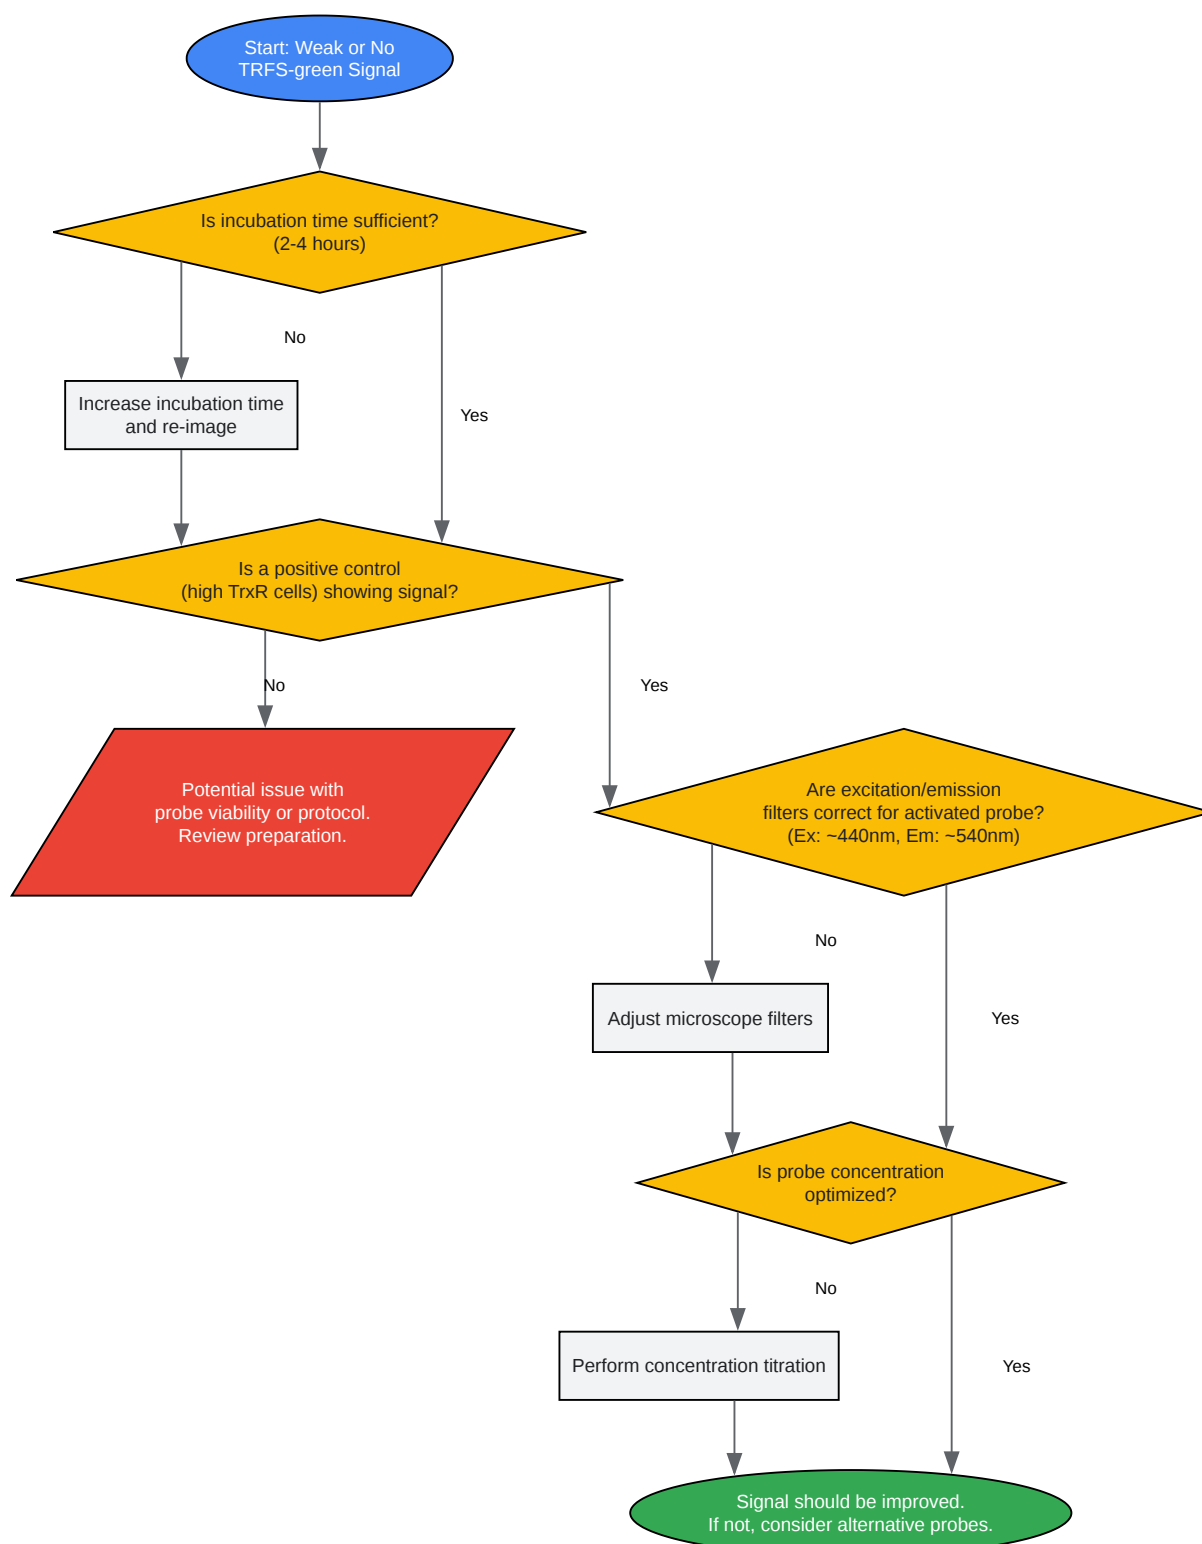 Start: Weak or No
TRFS-green Signal
Is incubation time sufficient?
(2-4 hours)
No
Increase incubation time
and re-image
Yes
Is a positive control
(high TrxR cells) showing signal?
No
Yes
Potential issue with
probe viability or protocol.
Review preparation.
Are excitation/emission
filters correct for activated probe?
(Ex: ~440nm, Em: ~540nm)
No
Adjust microscope filters
Yes
Is probe concentration
optimized?
No
Perform concentration titration
Yes
Signal should be improved.
If not, consider alternative probes.